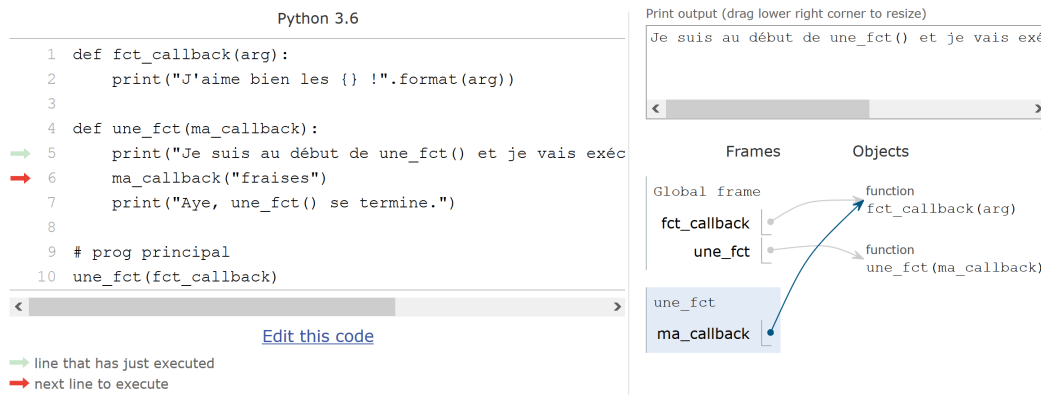 Python 3.6
1 def fct_callback(arg):
2 print("J'aime bien les {} !".format(arg))
3
4 def une_fct(ma_callback):
5 print("Je suis au début de une_fct() et je vais exéc
6 ma_callback("fraises")
7 print("Aye, une_fct() se termine.")
8
9 # prog principal
10 une_fct(fct_callback)
Edit this code
line that has just executed
next line to execute
Print output (drag lower right corner to resize)
Je suis au début de une_fct() et je vais exé
Frames Objects
Global frame
fct_callback
une_fct
function
fct_callback(arg)
function
une_fct(ma_callback)
une_fct
ma_callback